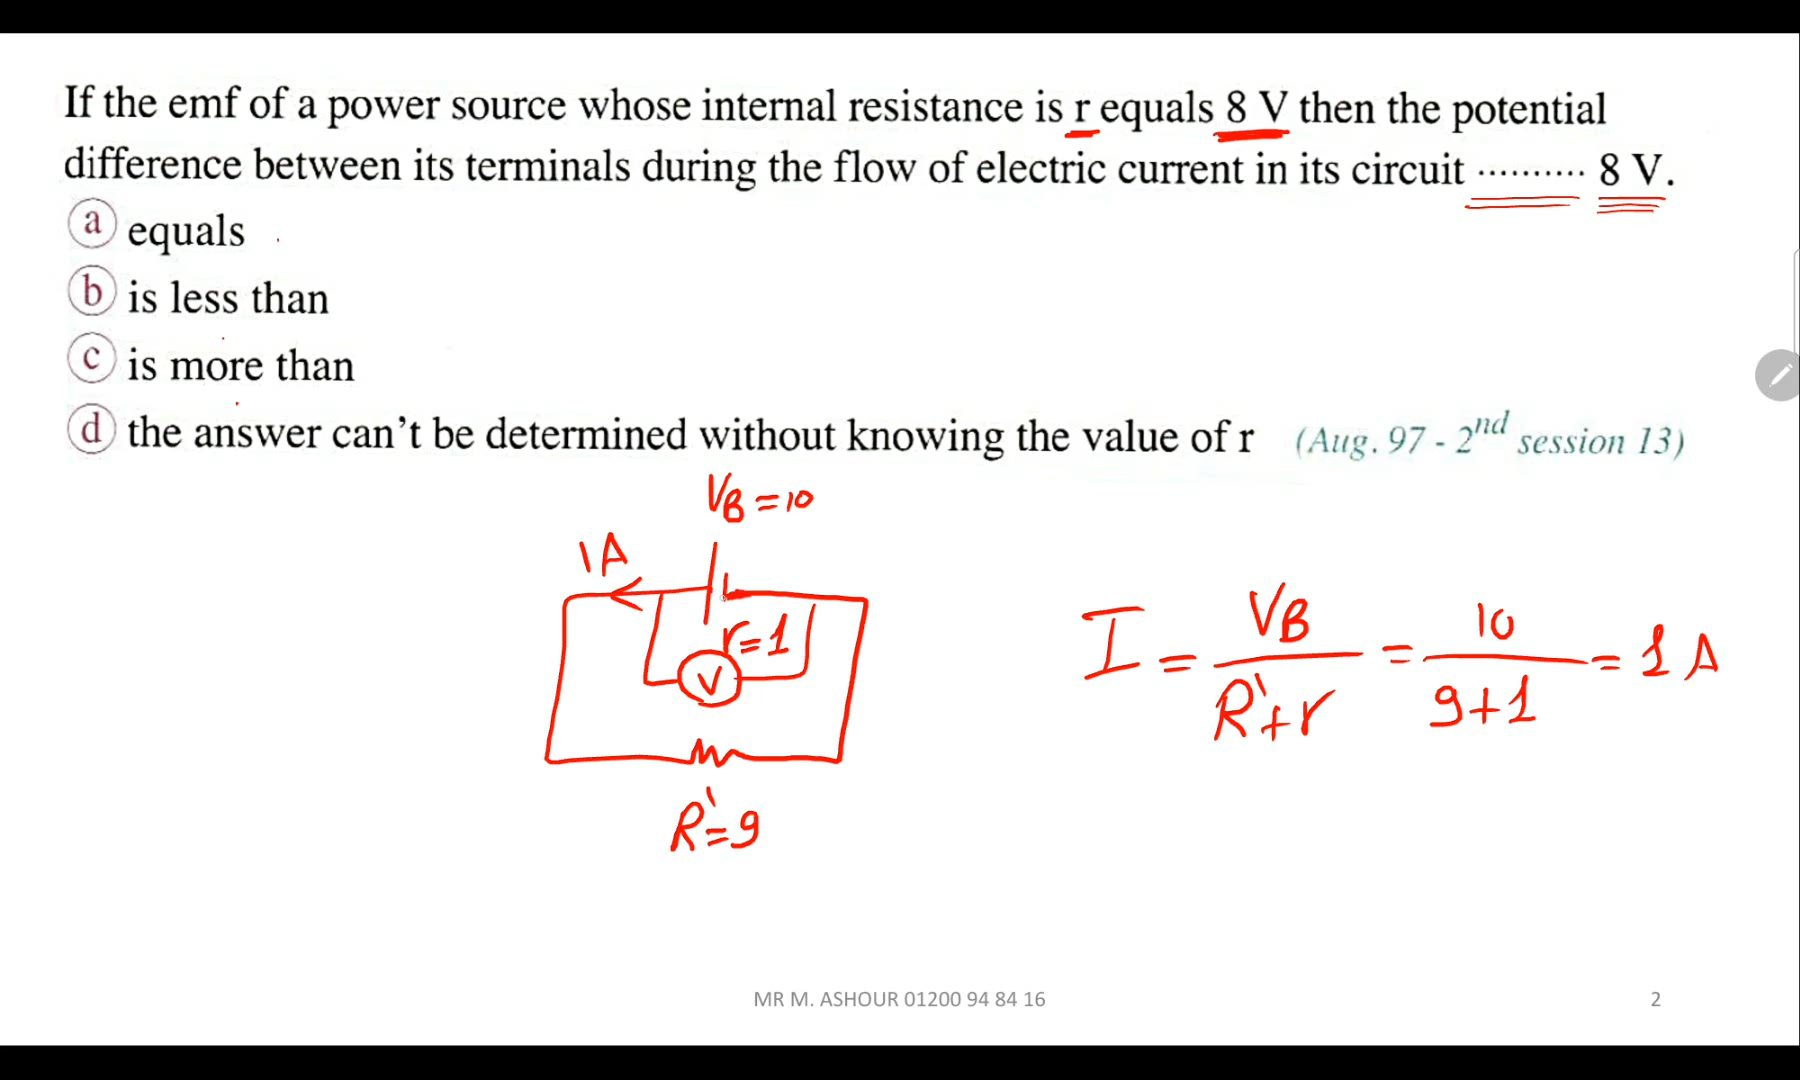 If the emf of a power source whose internal resistance is r equals 8 V then the potential
difference between its terminals during the flow of electric current in its circuit .......... 8 V.
a equals
b is less than
c is more than
d the answer can't be determined without knowing the value of r (Aug. 97 - 2nd session 13)
VB = 10
1A
r = 1
V
R' = 9
I = VB / R' + r = 10 / 9 + 1 = 1 A
MR M. ASHOUR 01200 94 84 16
2